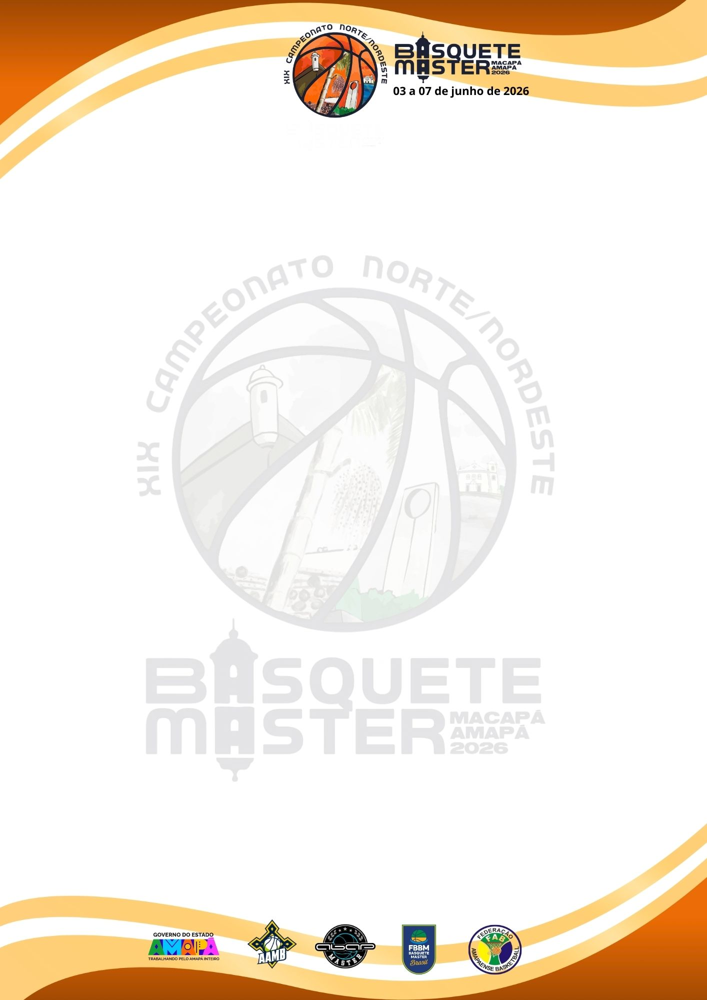 XIX CAMPEONATO NORTE/NORDESTE
BASQUETE
MASTER
MACAPÁ
AMAPÁ
2026
03 a 07 de junho de 2026
XIX CAMPEONATO NORTE/NORDESTE
BASQUETE
MASTER
MACAPÁ
AMAPÁ
2026
GOVERNO DO ESTADO
AMAPÁ
TRABALHANDO PELO AMAPÁ INTEIRO
AAMB
abap
MASTER
FBBM
BASQUETE
MASTER
Brasil
FEDERAÇÃO
FAB
AMAPAENSE BASKETBALL